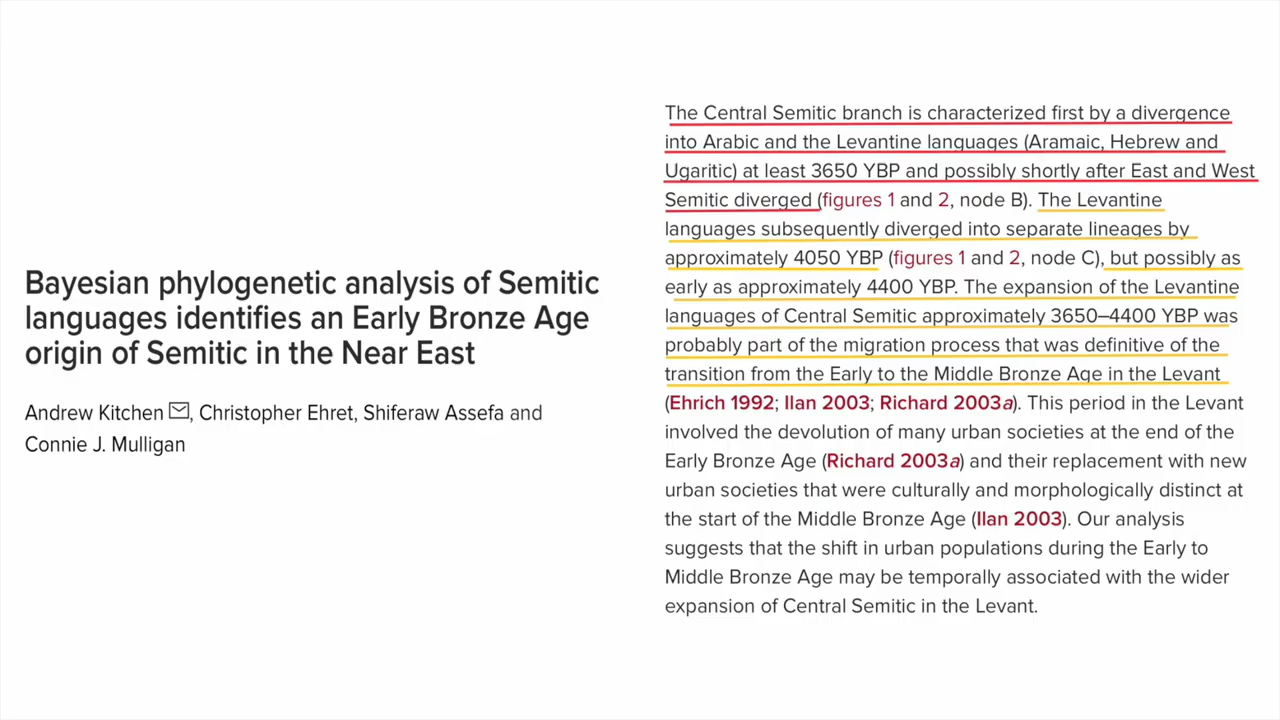 Bayesian phylogenetic analysis of Semitic
languages identifies an Early Bronze Age
origin of Semitic in the Near East
Andrew Kitchen, Christopher Ehret, Shiferaw Assefa and
Connie J. Mulligan
The Central Semitic branch is characterized first by a divergence
into Arabic and the Levantine languages (Aramaic, Hebrew and
Ugaritic) at least 3650 YBP and possibly shortly after East and West
Semitic diverged (figures 1 and 2, node B). The Levantine
languages subsequently diverged into separate lineages by
approximately 4050 YBP (figures 1 and 2, node C), but possibly as
early as approximately 4400 YBP. The expansion of the Levantine
languages of Central Semitic approximately 3650–4400 YBP was
probably part of the migration process that was definitive of the
transition from the Early to the Middle Bronze Age in the Levant
(Ehrich 1992; Ilan 2003; Richard 2003a). This period in the Levant
involved the devolution of many urban societies at the end of the
Early Bronze Age (Richard 2003a) and their replacement with new
urban societies that were culturally and morphologically distinct at
the start of the Middle Bronze Age (Ilan 2003). Our analysis
suggests that the shift in urban populations during the Early to
Middle Bronze Age may be temporally associated with the wider
expansion of Central Semitic in the Levant.